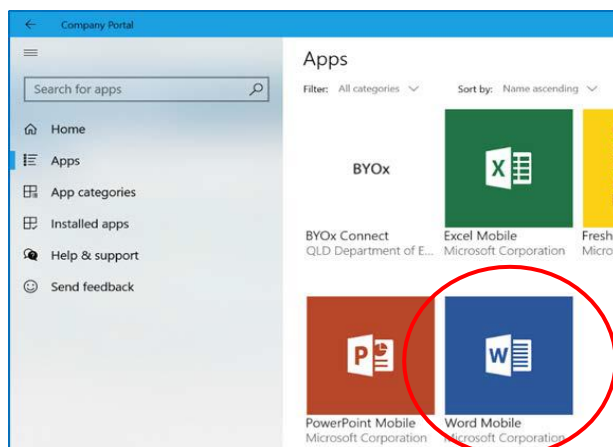 Company Portal
Search for apps
Home
Apps
App categories
Installed apps
Help & support
Send feedback
Apps
Filter: All categories Sort by: Name ascending
BYOx
X
BYOx Connect
QLD Department of E...
Excel Mobile
Microsoft Corporation
Fresh
Micro
P
W
PowerPoint Mobile
Microsoft Corporation
Word Mobile
Microsoft Corporation